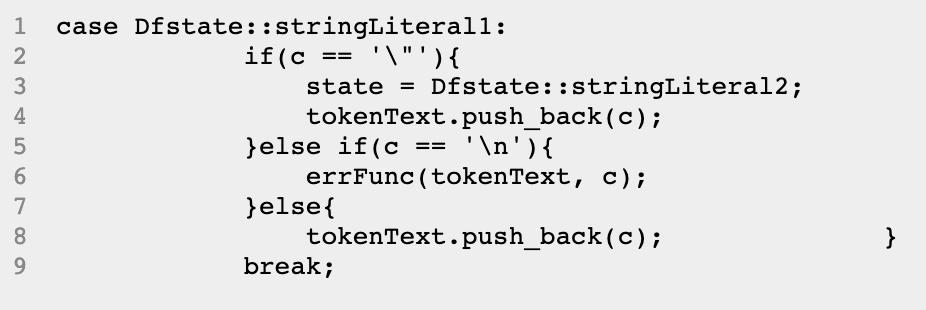 1 case Dfstate::stringLiteral1:
2             if(c == '\"'){
3                 state = Dfstate::stringLiteral2;
4                 tokenText.push_back(c);
5             }else if(c == '\n'){
6                 errFunc(tokenText, c);
7             }else{
8                 tokenText.push_back(c);              }
9             break;